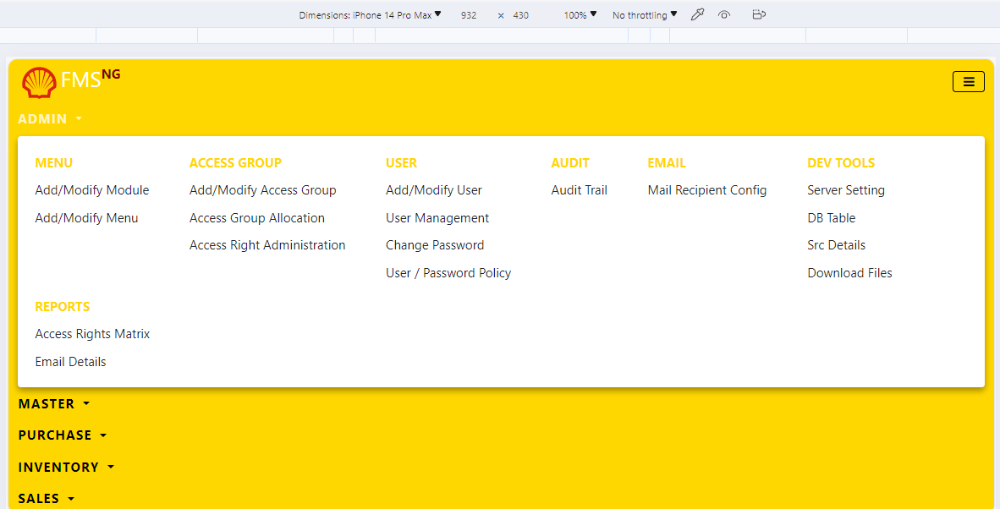 Dimensions: iPhone 14 Pro Max ▼ 932 × 430 100% ▼ No throttling ▼
FMSNG
ADMIN
MENU
Add/Modify Module
Add/Modify Menu
ACCESS GROUP
Add/Modify Access Group
Access Group Allocation
Access Right Administration
USER
Add/Modify User
User Management
Change Password
User / Password Policy
AUDIT
Audit Trail
EMAIL
Mail Recipient Config
DEV TOOLS
Server Setting
DB Table
Src Details
Download Files
REPORTS
Access Rights Matrix
Email Details
MASTER
PURCHASE
INVENTORY
SALES